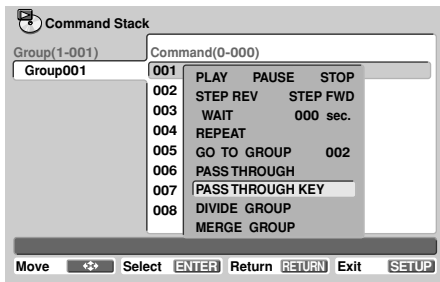 Command Stack
Group(1-001) Command(0-000)
Group001
001
002
003
004
005
006
007
008
PLAY PAUSE STOP
STEP REV STEP FWD
WAIT 000 sec.
REPEAT
GO TO GROUP 002
PASS THROUGH
PASS THROUGH KEY
DIVIDE GROUP
MERGE GROUP
Move Select ENTER Return RETURN Exit SETUP